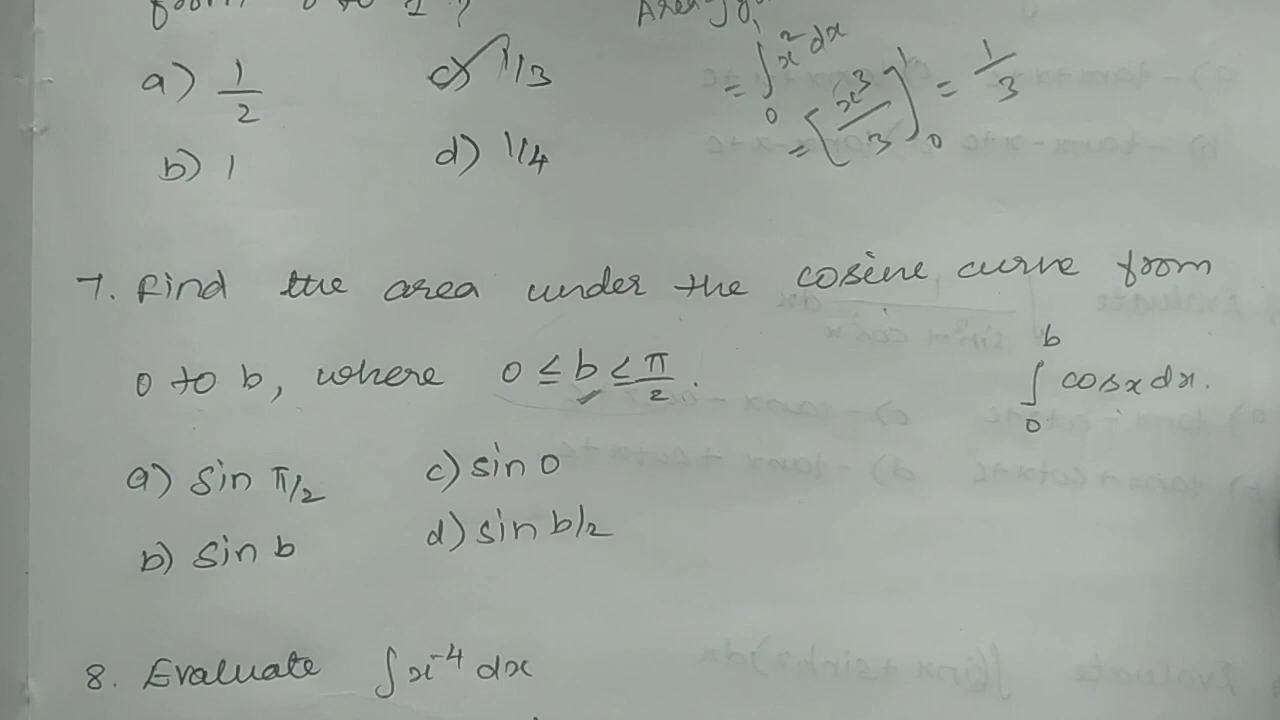 a) 1/2 c) 1/3
b) 1 d) 1/4
= ∫₀ x² dx
= [x³/3]₀¹ = 1/3
7. Find the area under the cosine curve from
0 to b, where 0 ≤ b ≤ π/2. ∫₀ᵇ cosx dx.
a) Sin π/2 c) sin 0
b) Sin b d) sin b/2
8. Evaluate ∫x⁻⁴ dx